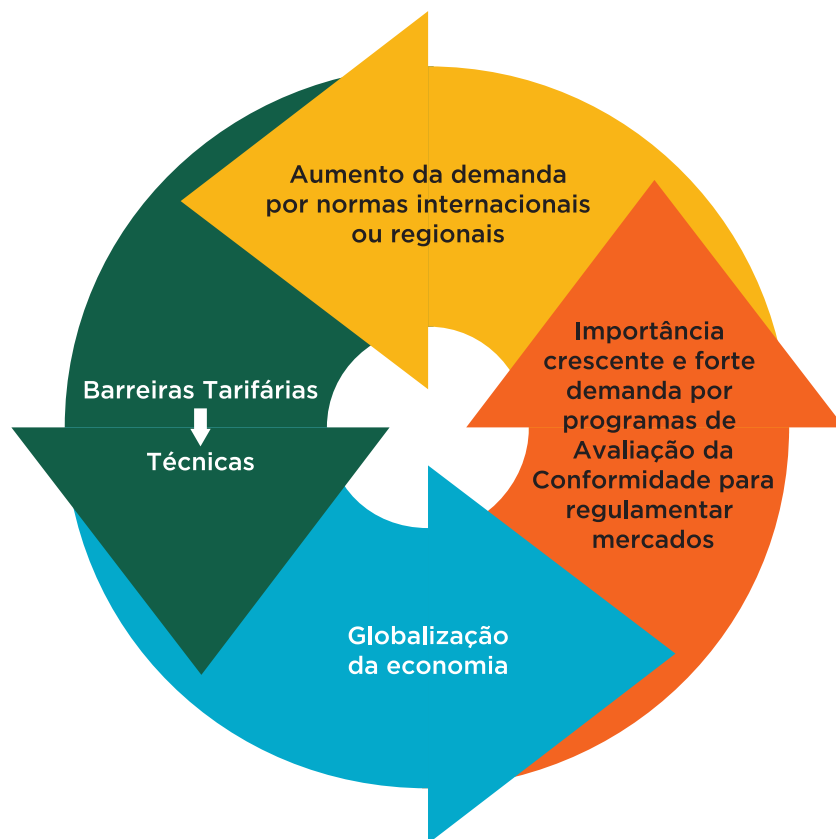 Aumento da demanda
por normas internacionais
ou regionais
Importância
crescente e forte
demanda por
programas de
Avaliação da
Conformidade para
regulamentar
mercados
Barreiras Tarifárias
Técnicas
Globalização
da economia